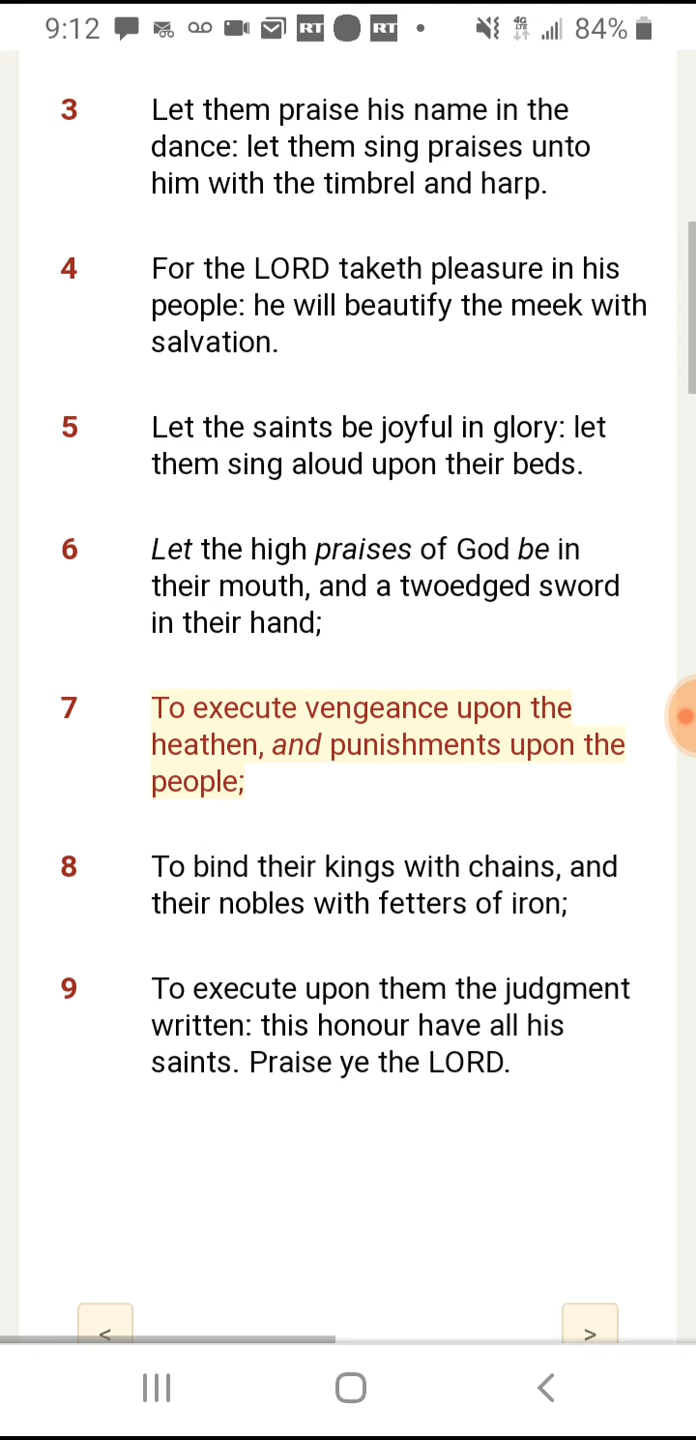 9:12 RT RT 4G LTE 84%
3 Let them praise his name in the
dance: let them sing praises unto
him with the timbrel and harp.
4 For the LORD taketh pleasure in his
people: he will beautify the meek with
salvation.
5 Let the saints be joyful in glory: let
them sing aloud upon their beds.
6 Let the high praises of God be in
their mouth, and a twoedged sword
in their hand;
7 To execute vengeance upon the
heathen, and punishments upon the
people;
8 To bind their kings with chains, and
their nobles with fetters of iron;
9 To execute upon them the judgment
written: this honour have all his
saints. Praise ye the LORD.
< >